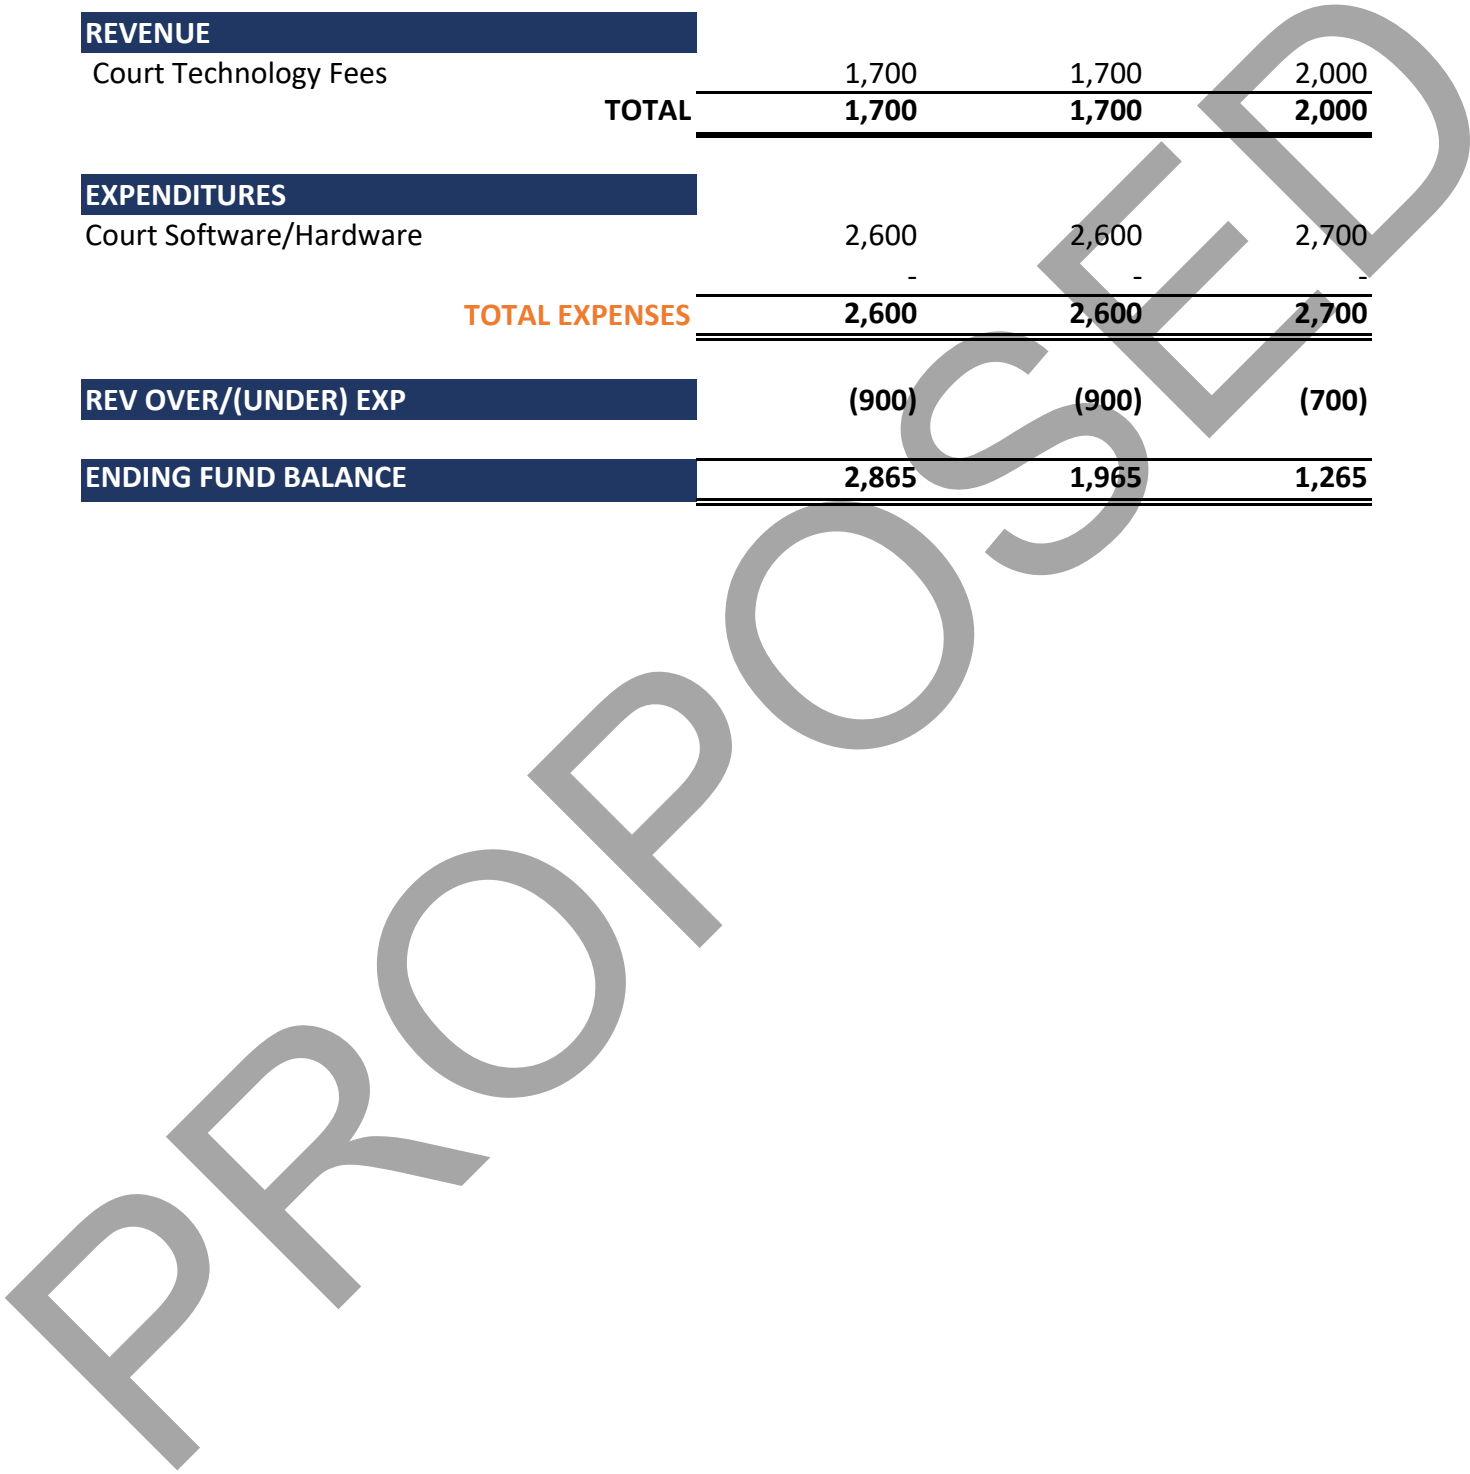 REVENUE
Court Technology Fees 1,700 1,700 2,000
TOTAL 1,700 1,700 2,000
EXPENDITURES
Court Software/Hardware 2,600 2,600 2,700
- - -
TOTAL EXPENSES 2,600 2,600 2,700
REV OVER/(UNDER) EXP (900) (900) (700)
ENDING FUND BALANCE 2,865 1,965 1,265
PROPOSED